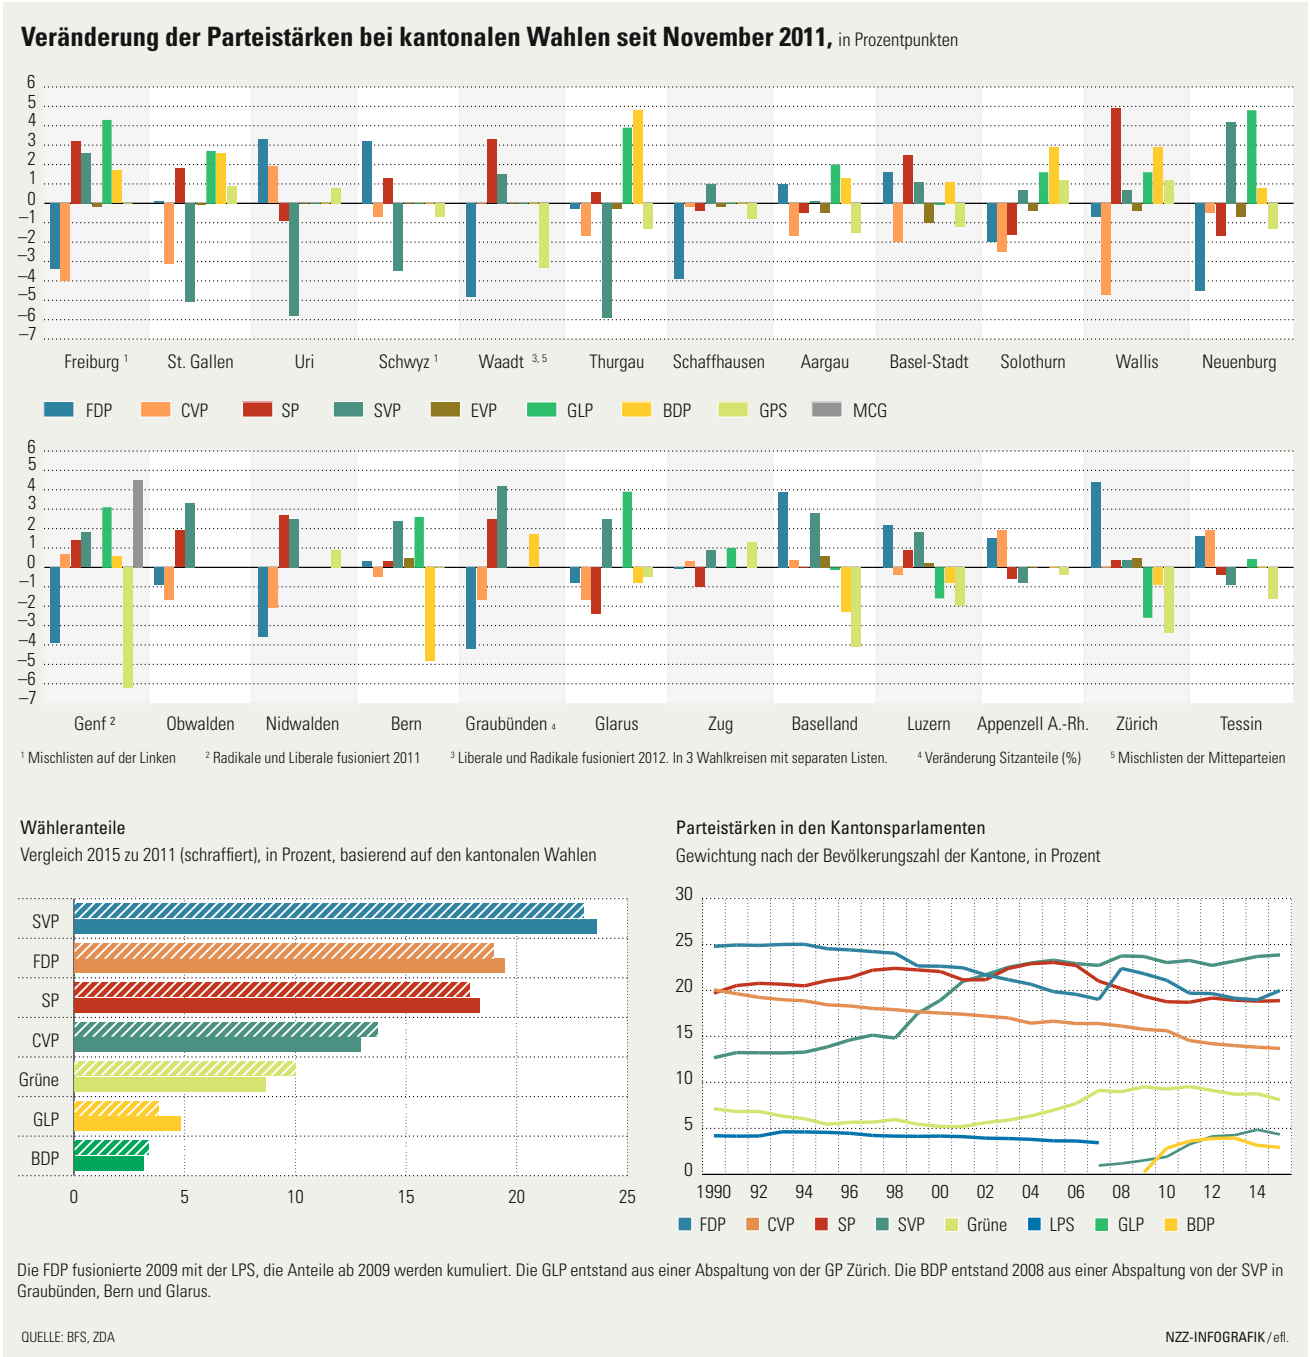 Veränderung der Parteistärken bei kantonalen Wahlen seit November 2011, in Prozentpunkten
6
5
4
3
2
1
0
–1
–2
–3
–4
–5
–6
–7
Freiburg 1 St. Gallen Uri Schwyz 1 Waadt 3, 5 Thurgau Schaffhausen Aargau Basel-Stadt Solothurn Wallis Neuenburg
FDP CVP SP SVP EVP GLP BDP GPS MCG
6
5
4
3
2
1
0
–1
–2
–3
–4
–5
–6
–7
Genf 2 Obwalden Nidwalden Bern Graubünden 4 Glarus Zug Baselland Luzern Appenzell A.-Rh. Zürich Tessin
1 Mischlisten auf der Linken 2 Radikale und Liberale fusioniert 2011 3 Liberale und Radikale fusioniert 2012. In 3 Wahlkreisen mit separaten Listen. 4 Veränderung Sitzanteile (%) 5 Mischlisten der Mitteparteien
Wähleranteile
Vergleich 2015 zu 2011 (schraffiert), in Prozent, basierend auf den kantonalen Wahlen
SVP
FDP
SP
CVP
Grüne
GLP
BDP
0 5 10 15 20 25
Parteistärken in den Kantonsparlamenten
Gewichtung nach der Bevölkerungszahl der Kantone, in Prozent
30
25
20
15
10
5
0
1990 92 94 96 98 00 02 04 06 08 10 12 14
FDP CVP SP SVP Grüne LPS GLP BDP
Die FDP fusionierte 2009 mit der LPS, die Anteile ab 2009 werden kumuliert. Die GLP entstand aus einer Abspaltung von der GP Zürich. Die BDP entstand 2008 aus einer Abspaltung von der SVP in
Graubünden, Bern und Glarus.
QUELLE: BFS, ZDA
NZZ-INFOGRAFIK/efl.